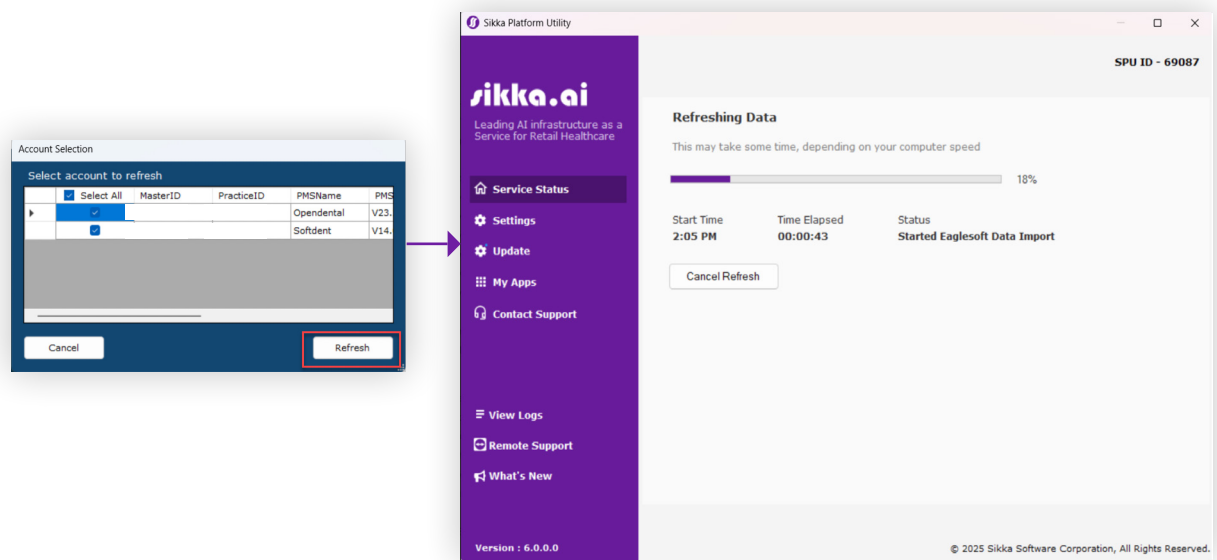 Account Selection
Select account to refresh
Select All MasterID PracticeID PMSName PMS
Opendental V23.
Softdent V14.
Cancel Refresh
Sikka Platform Utility
sikka.ai
Leading AI infrastructure as a
Service for Retail Healthcare
Service Status
Settings
Update
My Apps
Contact Support
View Logs
Remote Support
What's New
Version : 6.0.0.0
SPU ID - 69087
Refreshing Data
This may take some time, depending on your computer speed
18%
Start Time Time Elapsed Status
2:05 PM 00:00:43 Started Eaglesoft Data Import
Cancel Refresh
© 2025 Sikka Software Corporation, All Rights Reserved.